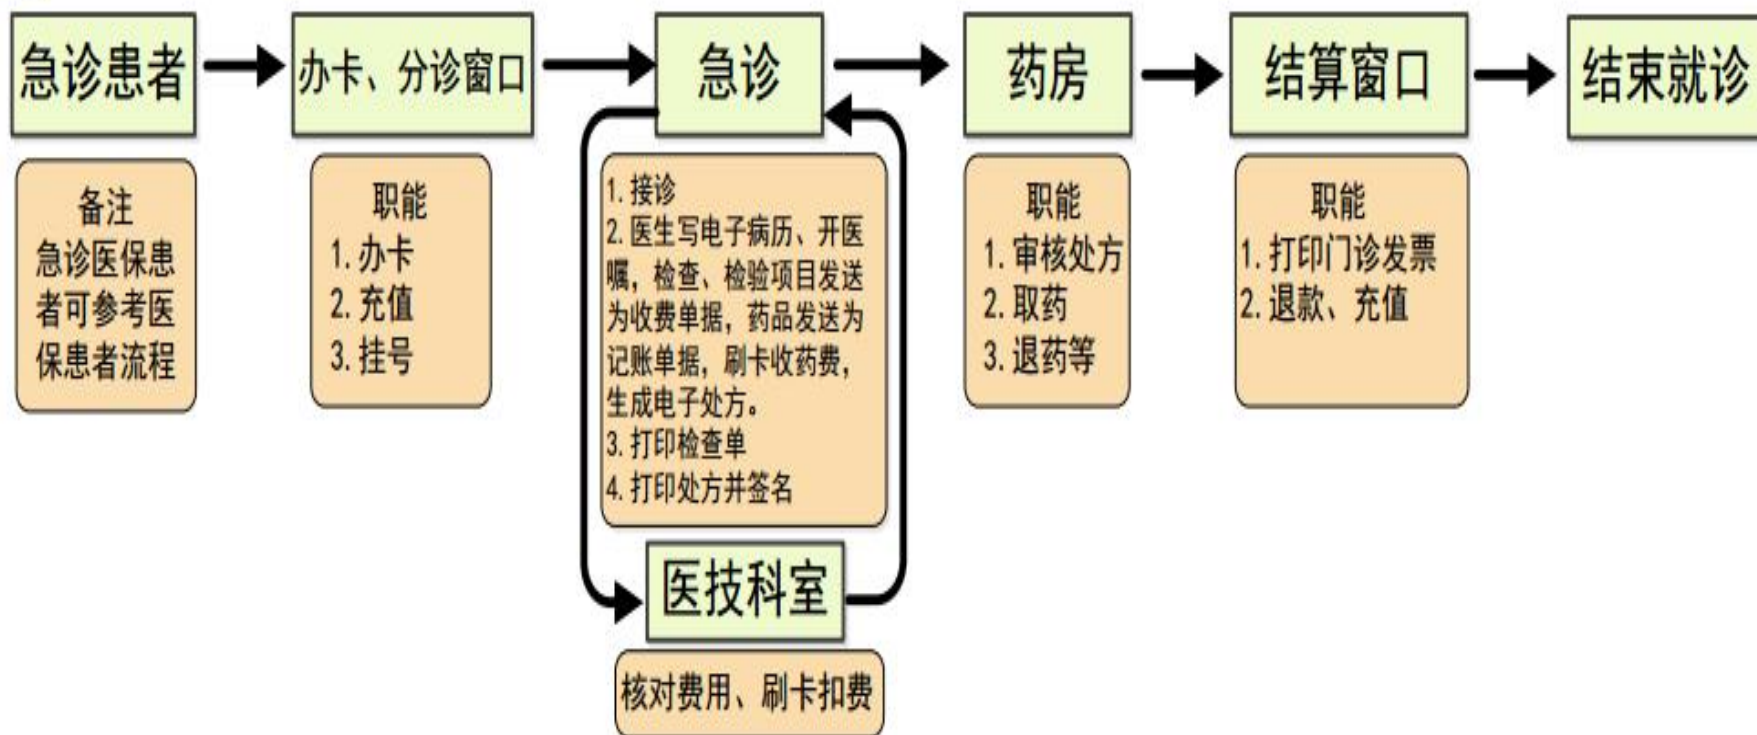 急诊患者
办卡、分诊窗口
急诊
药房
结算窗口
结束就诊
备注
急诊医保患
者可参考医
保患者流程
职能
1. 办卡
2. 充值
3. 挂号
1. 接诊
2. 医生写电子病历、开医
嘱，检查、检验项目发送
为收费单据，药品发送为
记账单据，刷卡收药费，
生成电子处方。
3. 打印检查单
4. 打印处方并签名
职能
1. 审核处方
2. 取药
3. 退药等
职能
1. 打印门诊发票
2. 退款、充值
医技科室
核对费用、刷卡扣费